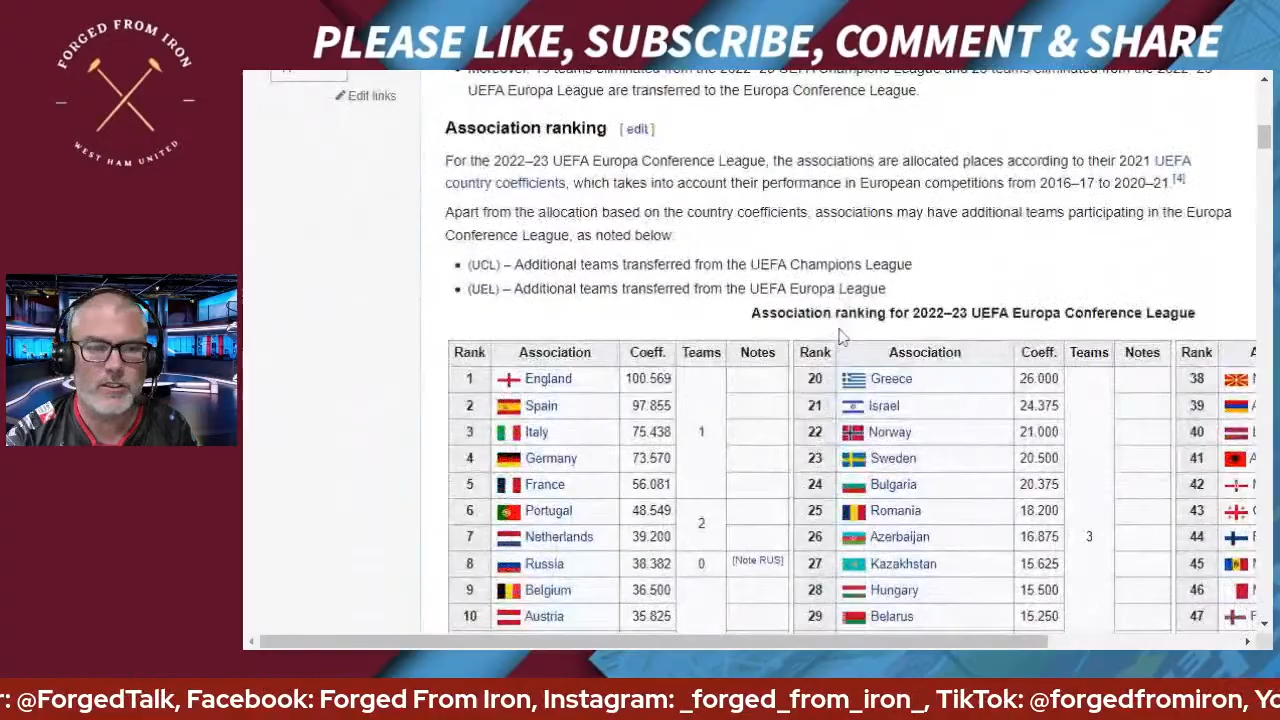 FORGED FROM IRON
WEST HAM UNITED
PLEASE LIKE, SUBSCRIBE, COMMENT & SHARE
Edit links
UEFA Europa League are transferred to the Europa Conference League.
Association ranking [ edit ]
For the 2022–23 UEFA Europa Conference League, the associations are allocated places according to their 2021 UEFA
country coefficients, which takes into account their performance in European competitions from 2016–17 to 2020–21.[4]
Apart from the allocation based on the country coefficients, associations may have additional teams participating in the Europa
Conference League, as noted below:
(UCL) – Additional teams transferred from the UEFA Champions League
(UEL) – Additional teams transferred from the UEFA Europa League
Association ranking for 2022–23 UEFA Europa Conference League
Rank Association Coeff. Teams Notes Rank Association Coeff. Teams Notes Rank
1 England 100.569 20 Greece 26.000 38
2 Spain 97.855 21 Israel 24.375 39
3 Italy 75.438 1 22 Norway 21.000 40
4 Germany 73.570 23 Sweden 20.500 41
5 France 56.081 24 Bulgaria 20.375 42
6 Portugal 48.549 2 25 Romania 18.200 43
7 Netherlands 39.200 26 Azerbaijan 16.875 3 44
8 Russia 38.382 0 [Note RUS] 27 Kazakhstan 15.625 45
9 Belgium 36.500 28 Hungary 15.500 46
10 Austria 35.825 29 Belarus 15.250 47
: @ForgedTalk, Facebook: Forged From Iron, Instagram: _forged_from_iron_, TikTok: @forgedfromiron,